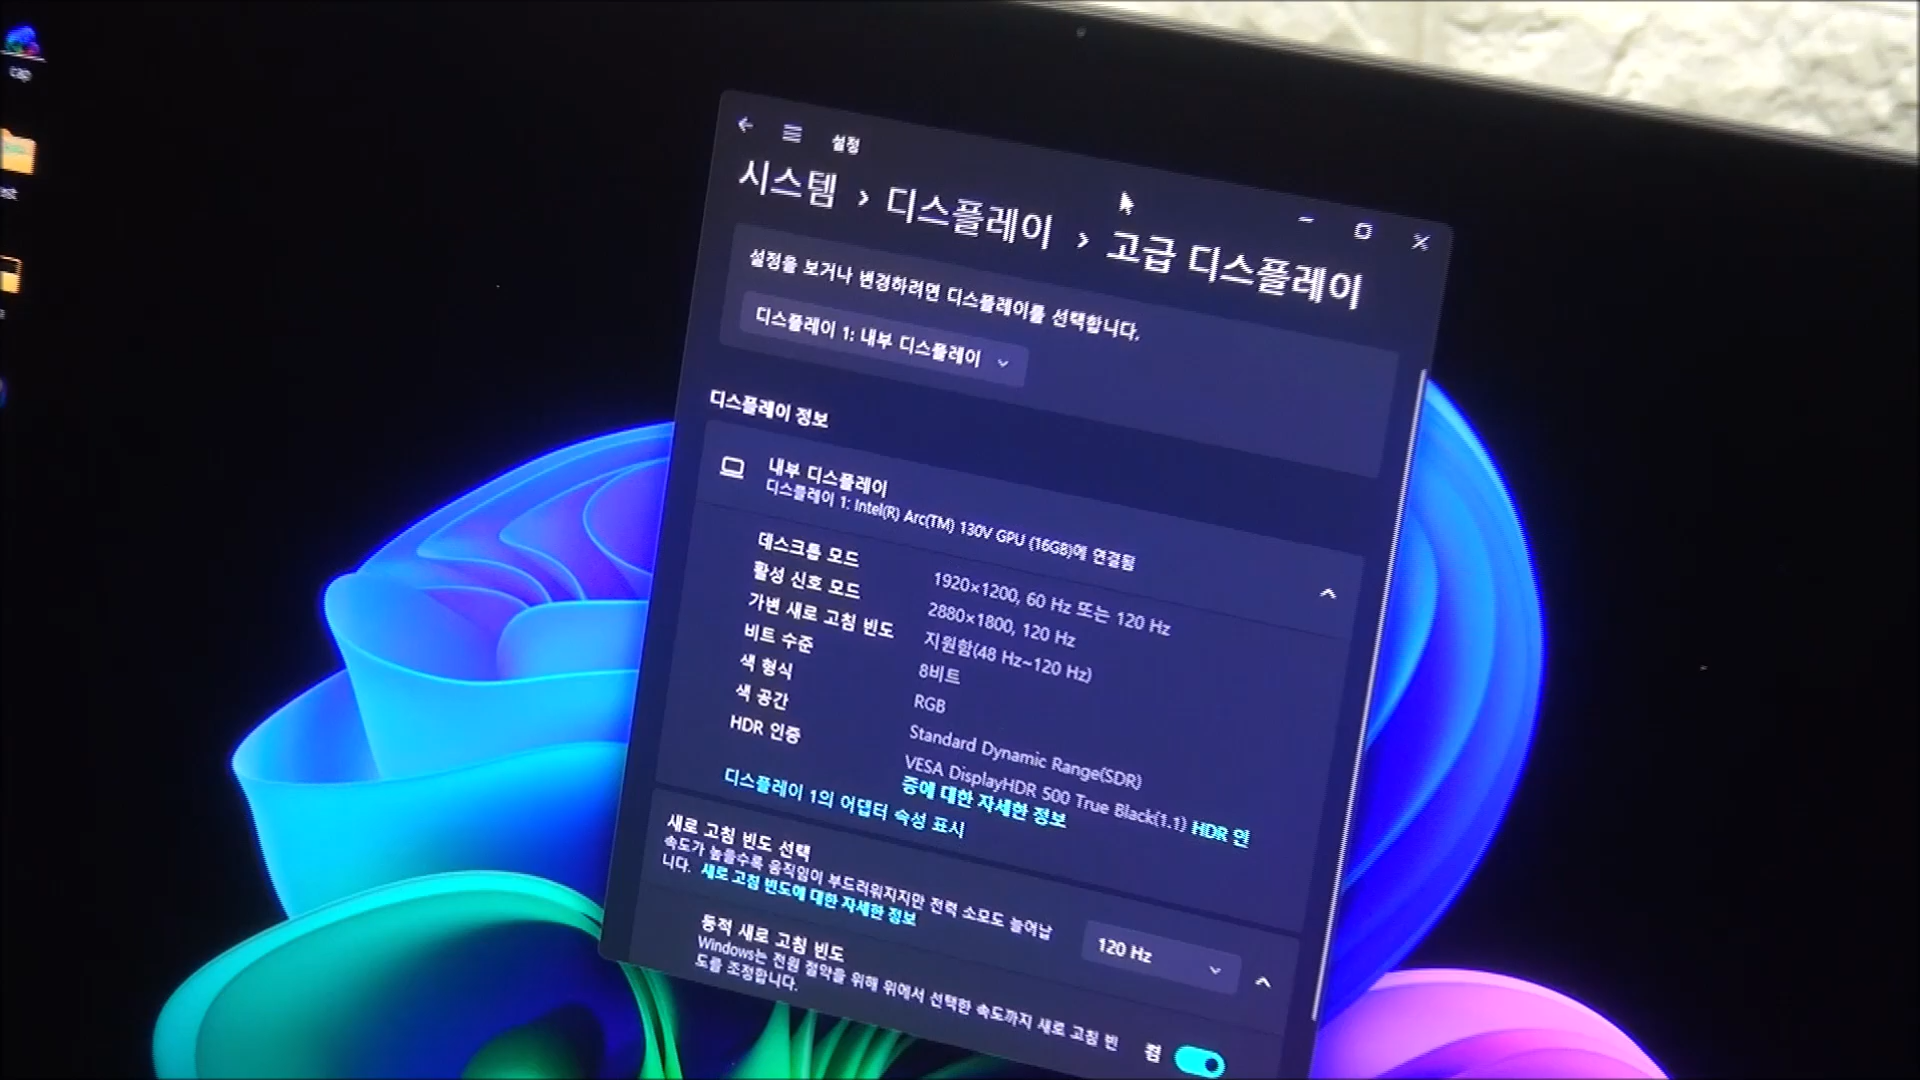 cap
설정
시스템 › 디스플레이 › 고급 디스플레이
설정을 보거나 변경하려면 디스플레이를 선택합니다.
디스플레이 1: 내부 디스플레이
디스플레이 정보
내부 디스플레이
디스플레이 1: Intel(R) Arc(TM) 130V GPU (16GB)에 연결됨
데스크톱 모드 1920×1200, 60 Hz 또는 120 Hz
활성 신호 모드 2880×1800, 120 Hz
가변 새로 고침 빈도 지원함(48 Hz~120 Hz)
비트 수준 8비트
색 형식 RGB
색 공간 Standard Dynamic Range(SDR)
HDR 인증 VESA DisplayHDR 500 True Black(1.1) HDR 인
증에 대한 자세한 정보
디스플레이 1의 어댑터 속성 표시
새로 고침 빈도 선택
속도가 높을수록 움직임이 부드러워지지만 전력 소모도 늘어납
니다. 새로 고침 빈도에 대한 자세한 정보
120 Hz
동적 새로 고침 빈도
Windows는 전원 절약을 위해 위에서 선택한 속도까지 새로 고침 빈
도를 조정합니다.
켬